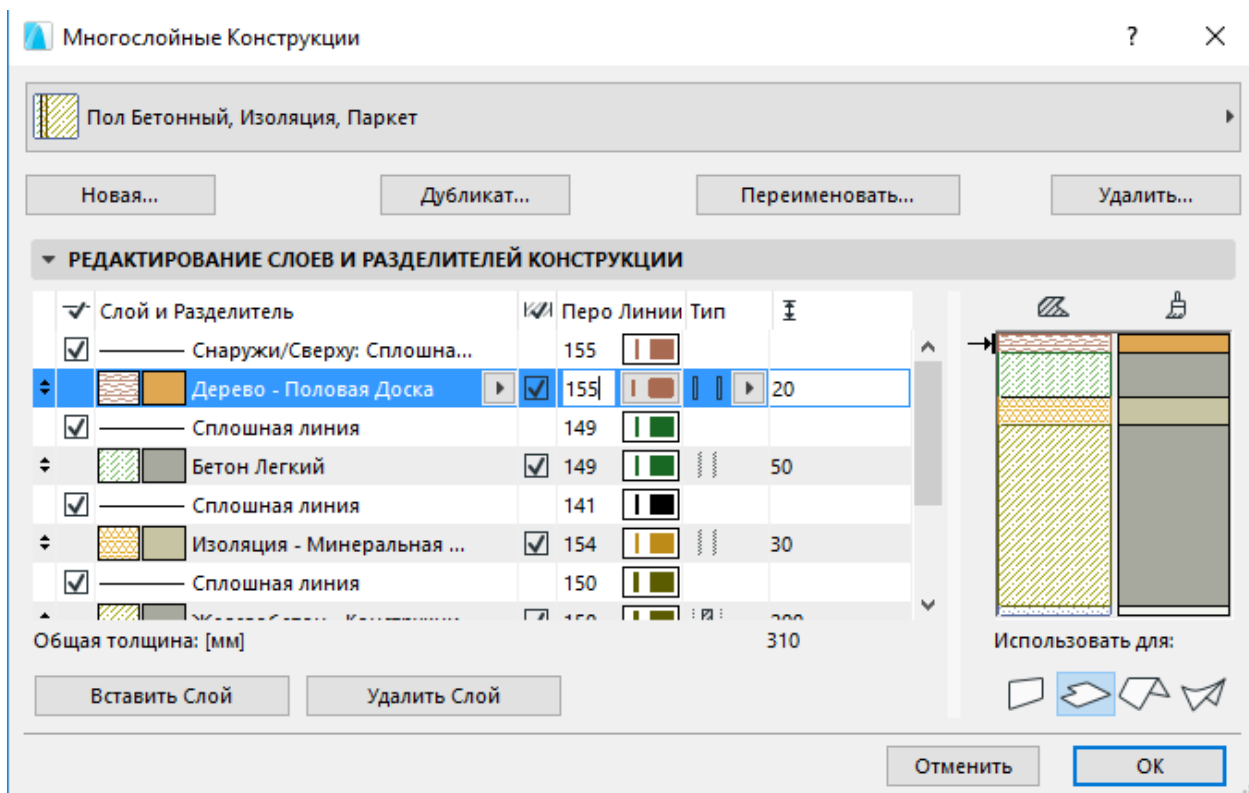 Многослойные Конструкции ?
Пол Бетонный, Изоляция, Паркет
Новая... Дубликат... Переименовать... Удалить...
РЕДАКТИРОВАНИЕ СЛОЕВ И РАЗДЕЛИТЕЛЕЙ КОНСТРУКЦИИ
Слой и Разделитель Перо Линии Тип
Снаружи/Сверху: Сплошна... 155
Дерево - Половая Доска 155 20
Сплошная линия 149
Бетон Легкий 149 50
Сплошная линия 141
Изоляция - Минеральная ... 154 30
Сплошная линия 150
Общая толщина: [мм] 310
Использовать для:
Вставить Слой Удалить Слой
Отменить OK